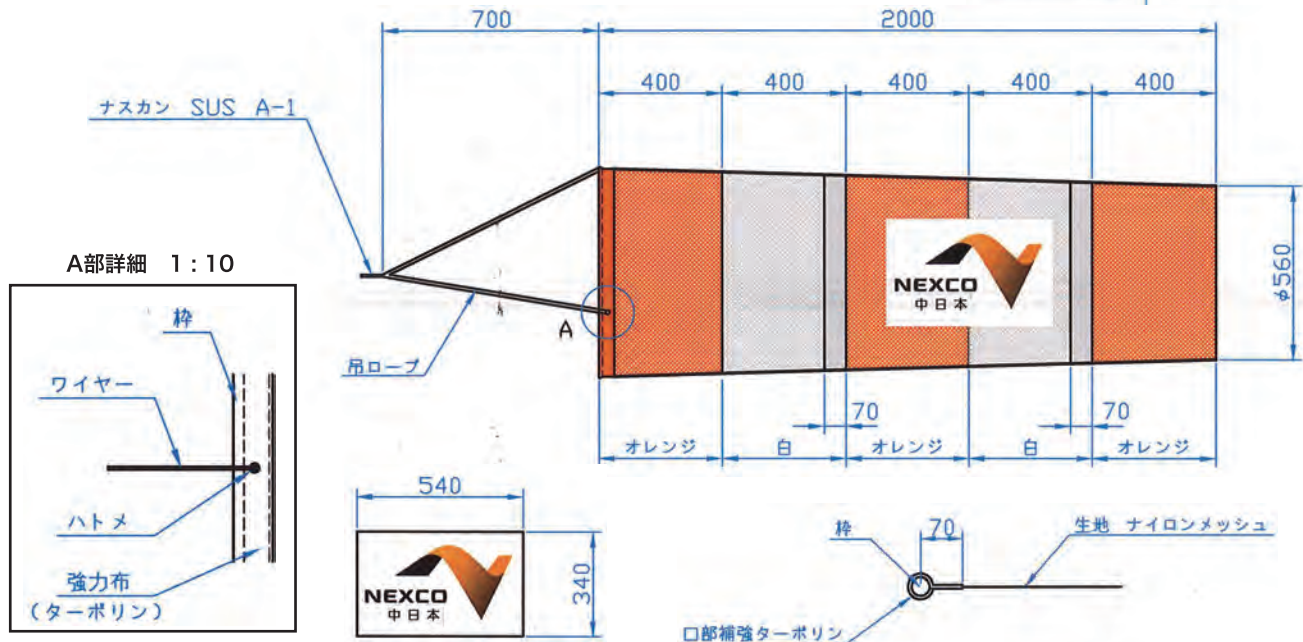 700
2000
400 400 400 400 400
ナスカン SUS A-1
φ560
A
吊ロープ
70
70
オレンジ 白 オレンジ 白 オレンジ
NEXCO
中日本
A部詳細 1:10
枠
ワイヤー
ハトメ
強力布
(ターポリン)
540
340
NEXCO
中日本
枠
70
生地 ナイロンメッシュ
口部補強ターポリン